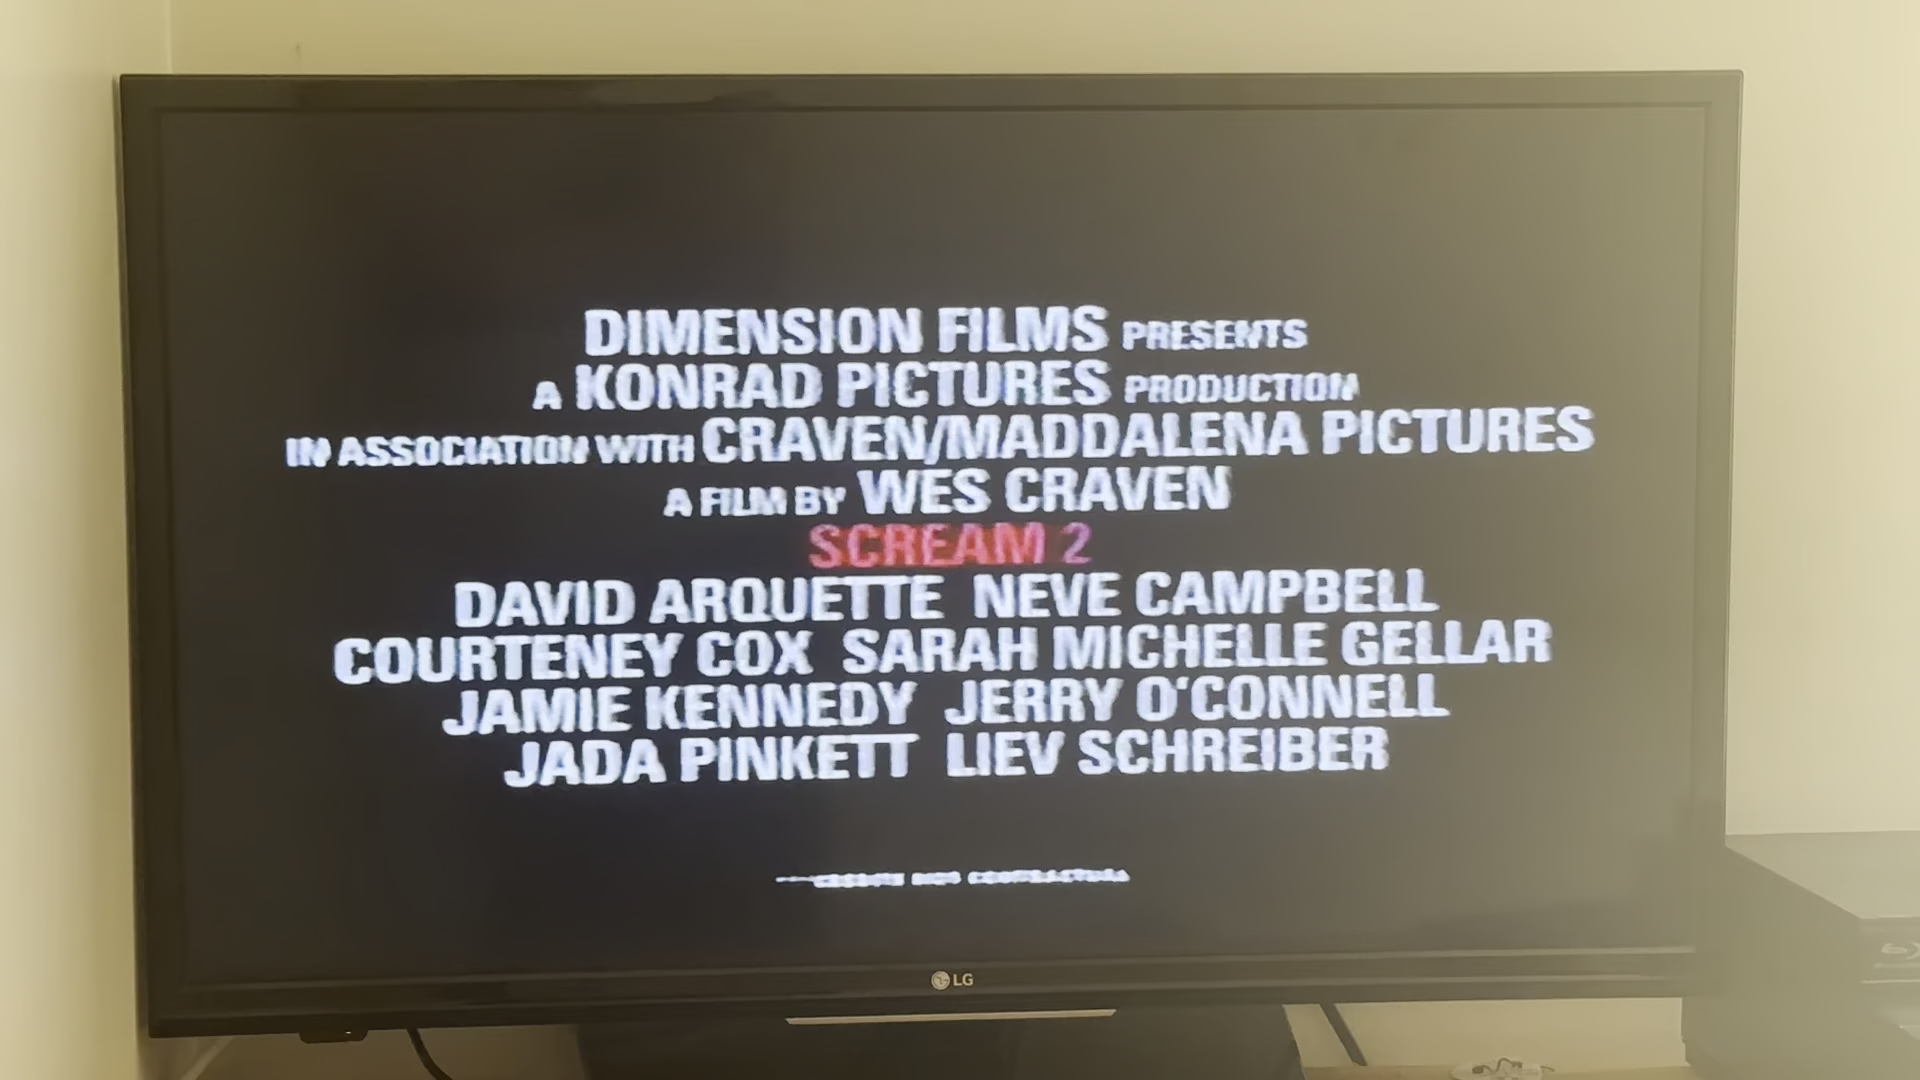 DIMENSION FILMS PRESENTS
A KONRAD PICTURES PRODUCTION
IN ASSOCIATION WITH CRAVEN/MADDALENA PICTURES
A FILM BY WES CRAVEN
SCREAM 2
DAVID ARQUETTE NEVE CAMPBELL
COURTENEY COX SARAH MICHELLE GELLAR
JAMIE KENNEDY JERRY O'CONNELL
JADA PINKETT LIEV SCHREIBER
LG